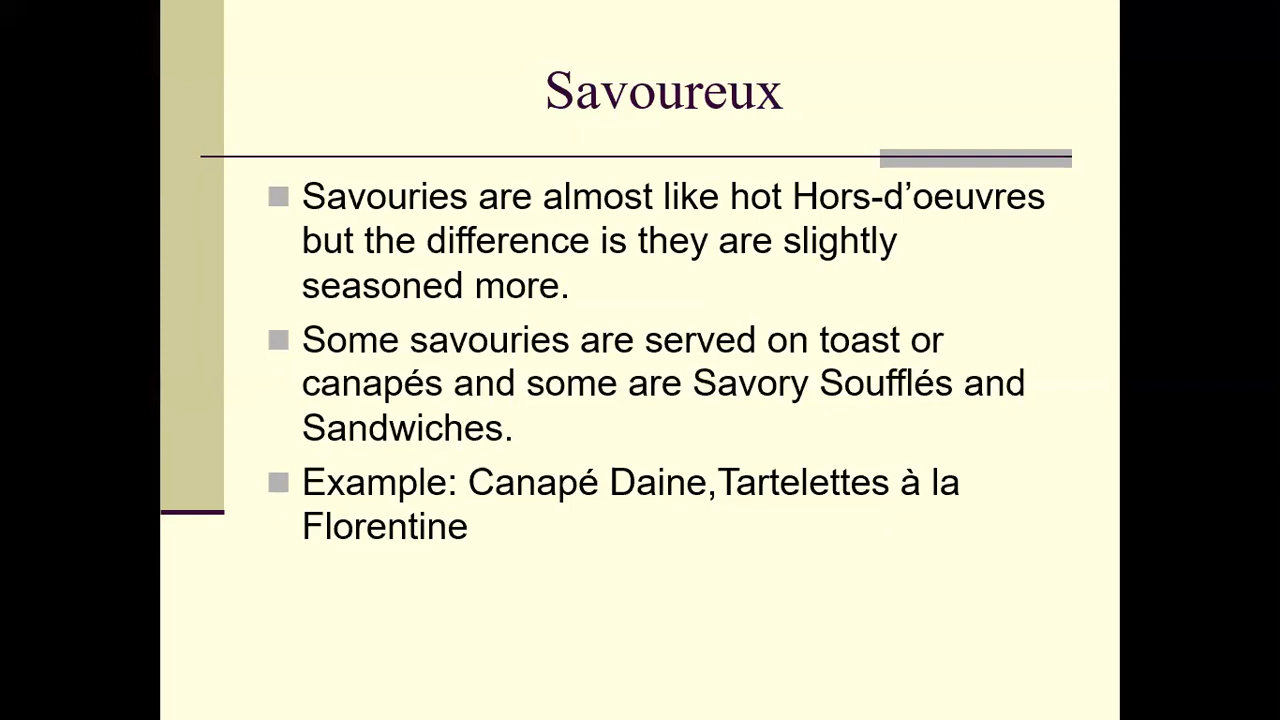 Savoureux
Savouries are almost like hot Hors-d’oeuvres
but the difference is they are slightly
seasoned more.
Some savouries are served on toast or
canapés and some are Savory Soufflés and
Sandwiches.
Example: Canapé Daine,Tartelettes à la
Florentine